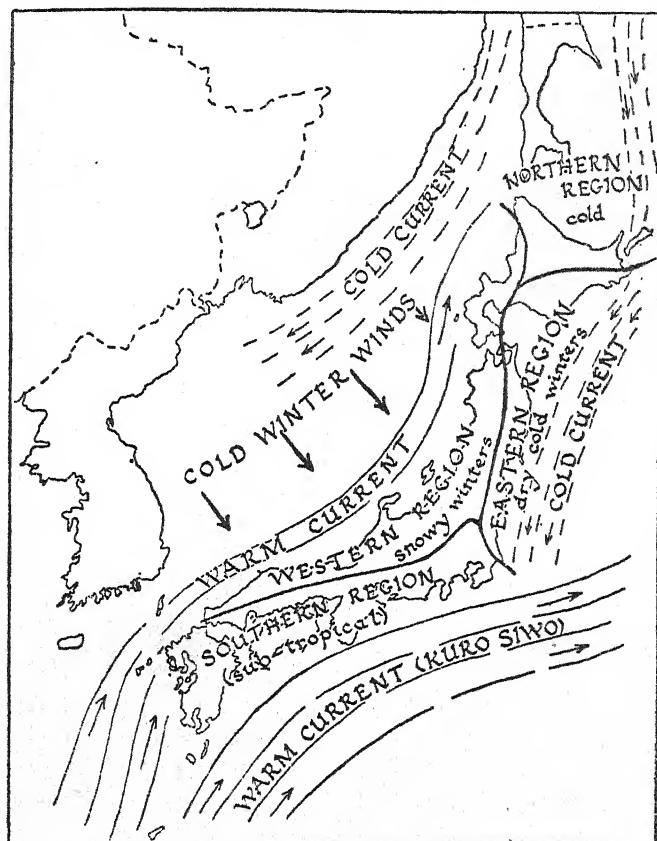 NORTHERN
REGION
cold
COLD CURRENT
COLD WINTER WINDS
WARM CURRENT
WESTERN REGION
snowy winters
EASTERN REGION
dry cold winters
COLD CURRENT
SOUTHERN REGION
(sub-tropical)
WARM CURRENT (KURO SIWO)